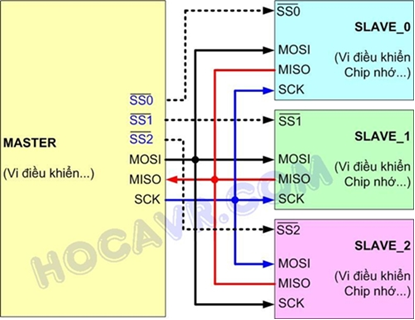 MASTER
(Vi điều khiển...)
SS0
SS1
SS2
MOSI
MISO
SCK
SS0
SLAVE_0
MOSI
(Vi điều khiển
MISO
Chip nhớ...)
SCK
SS1
SLAVE_1
MOSI
(Vi điều khiển
MISO
Chip nhớ...)
SCK
SS2
SLAVE_2
MOSI
(Vi điều khiển
MISO
Chip nhớ...)
SCK
HOCAVR.COM